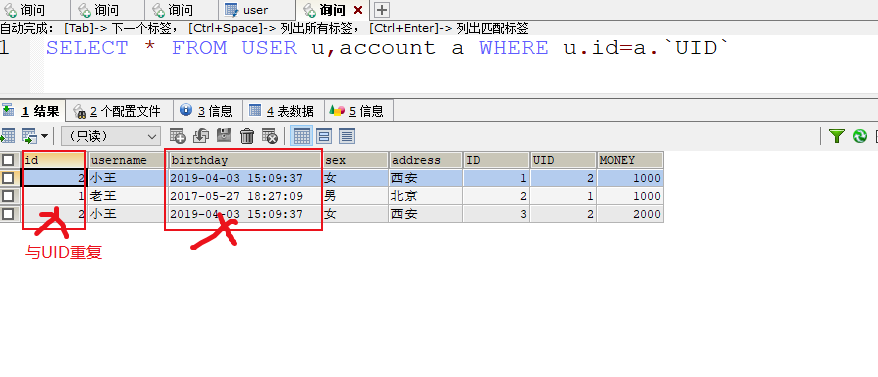 询问 询问 询问 user 询问
自动完成: [Tab]-> 下一个标签, [Ctrl+Space]-> 列出所有标签, [Ctrl+Enter]-> 列出匹配标签
1 SELECT * FROM USER u,account a WHERE u.id=a.`UID`
1 结果 2 个配置文件 3 信息 4 表数据 5 信息
(只读)
id username birthday sex address ID UID MONEY
2 小王 2019-04-03 15:09:37 女 西安 1 2 1000
1 老王 2017-05-27 18:27:09 男 北京 2 1 1000
2 小王 2019-04-03 15:09:37 女 西安 3 2 2000
与UID重复